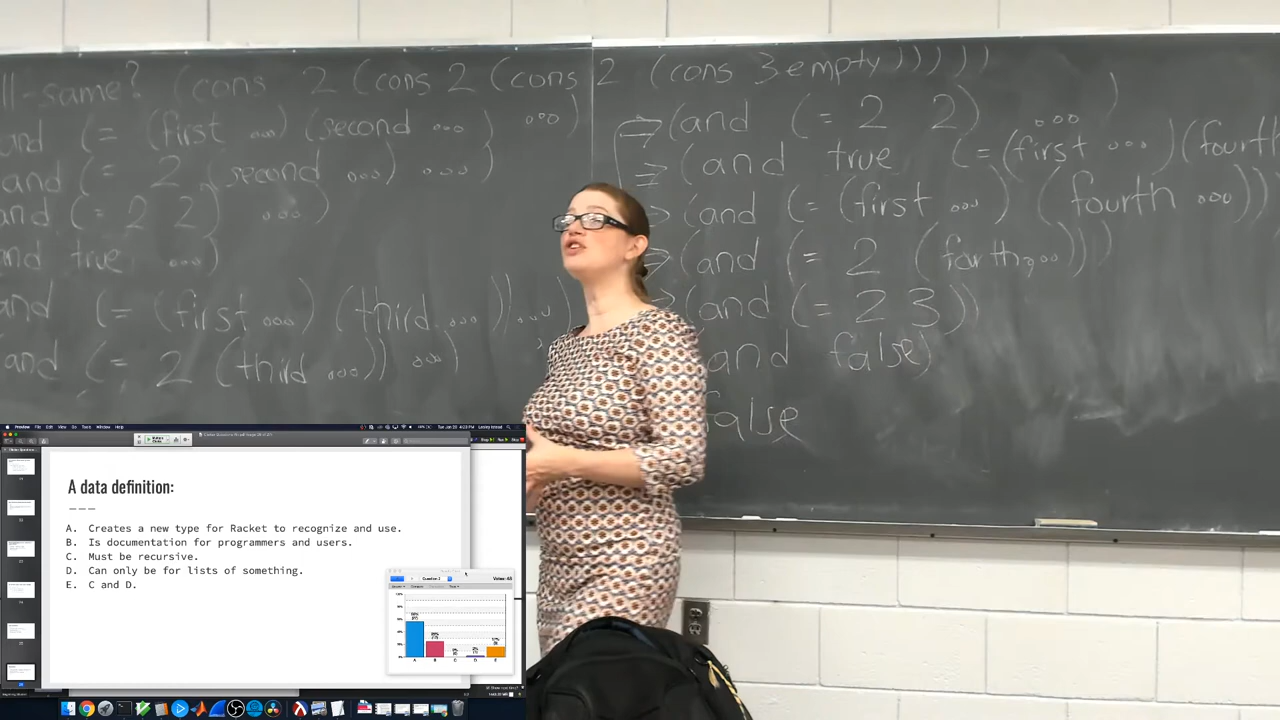 ll-same? (cons 2 (cons 2 (cons 2 (cons 3 empty)))))
and (= (first ...) (second ...) ...)
and (= 2 (second ...) ...)
and (= 2 2) ...)
and true ...)
and (= (first ...) (third ...)) ...)
and (= 2 (third ...)) ...)
⇒(and (= 2 2) ...)
⇒(and true (= (first ...)(fourth
⇒(and (= (first ...) (fourth ...)))
⇒(and (= 2 (fourth ...)))
⇒(and (= 2 3))
and false)
false
A data definition:
A. Creates a new type for Racket to recognize and use.
B. Is documentation for programmers and users.
C. Must be recursive.
D. Can only be for lists of something.
E. C and D.
Question 2
A B C D E